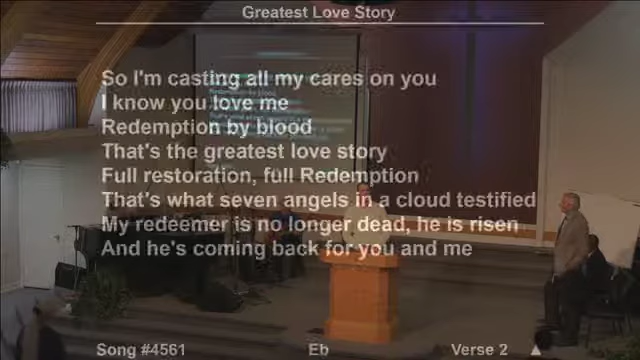 Greatest Love Story
So I'm casting all my cares on you
I know you love me
Redemption by blood
That's the greatest love story
Full restoration, full Redemption
That's what seven angels in a cloud testified
My redeemer is no longer dead, he is risen
And he's coming back for you and me
Song #4561 Eb Verse 2